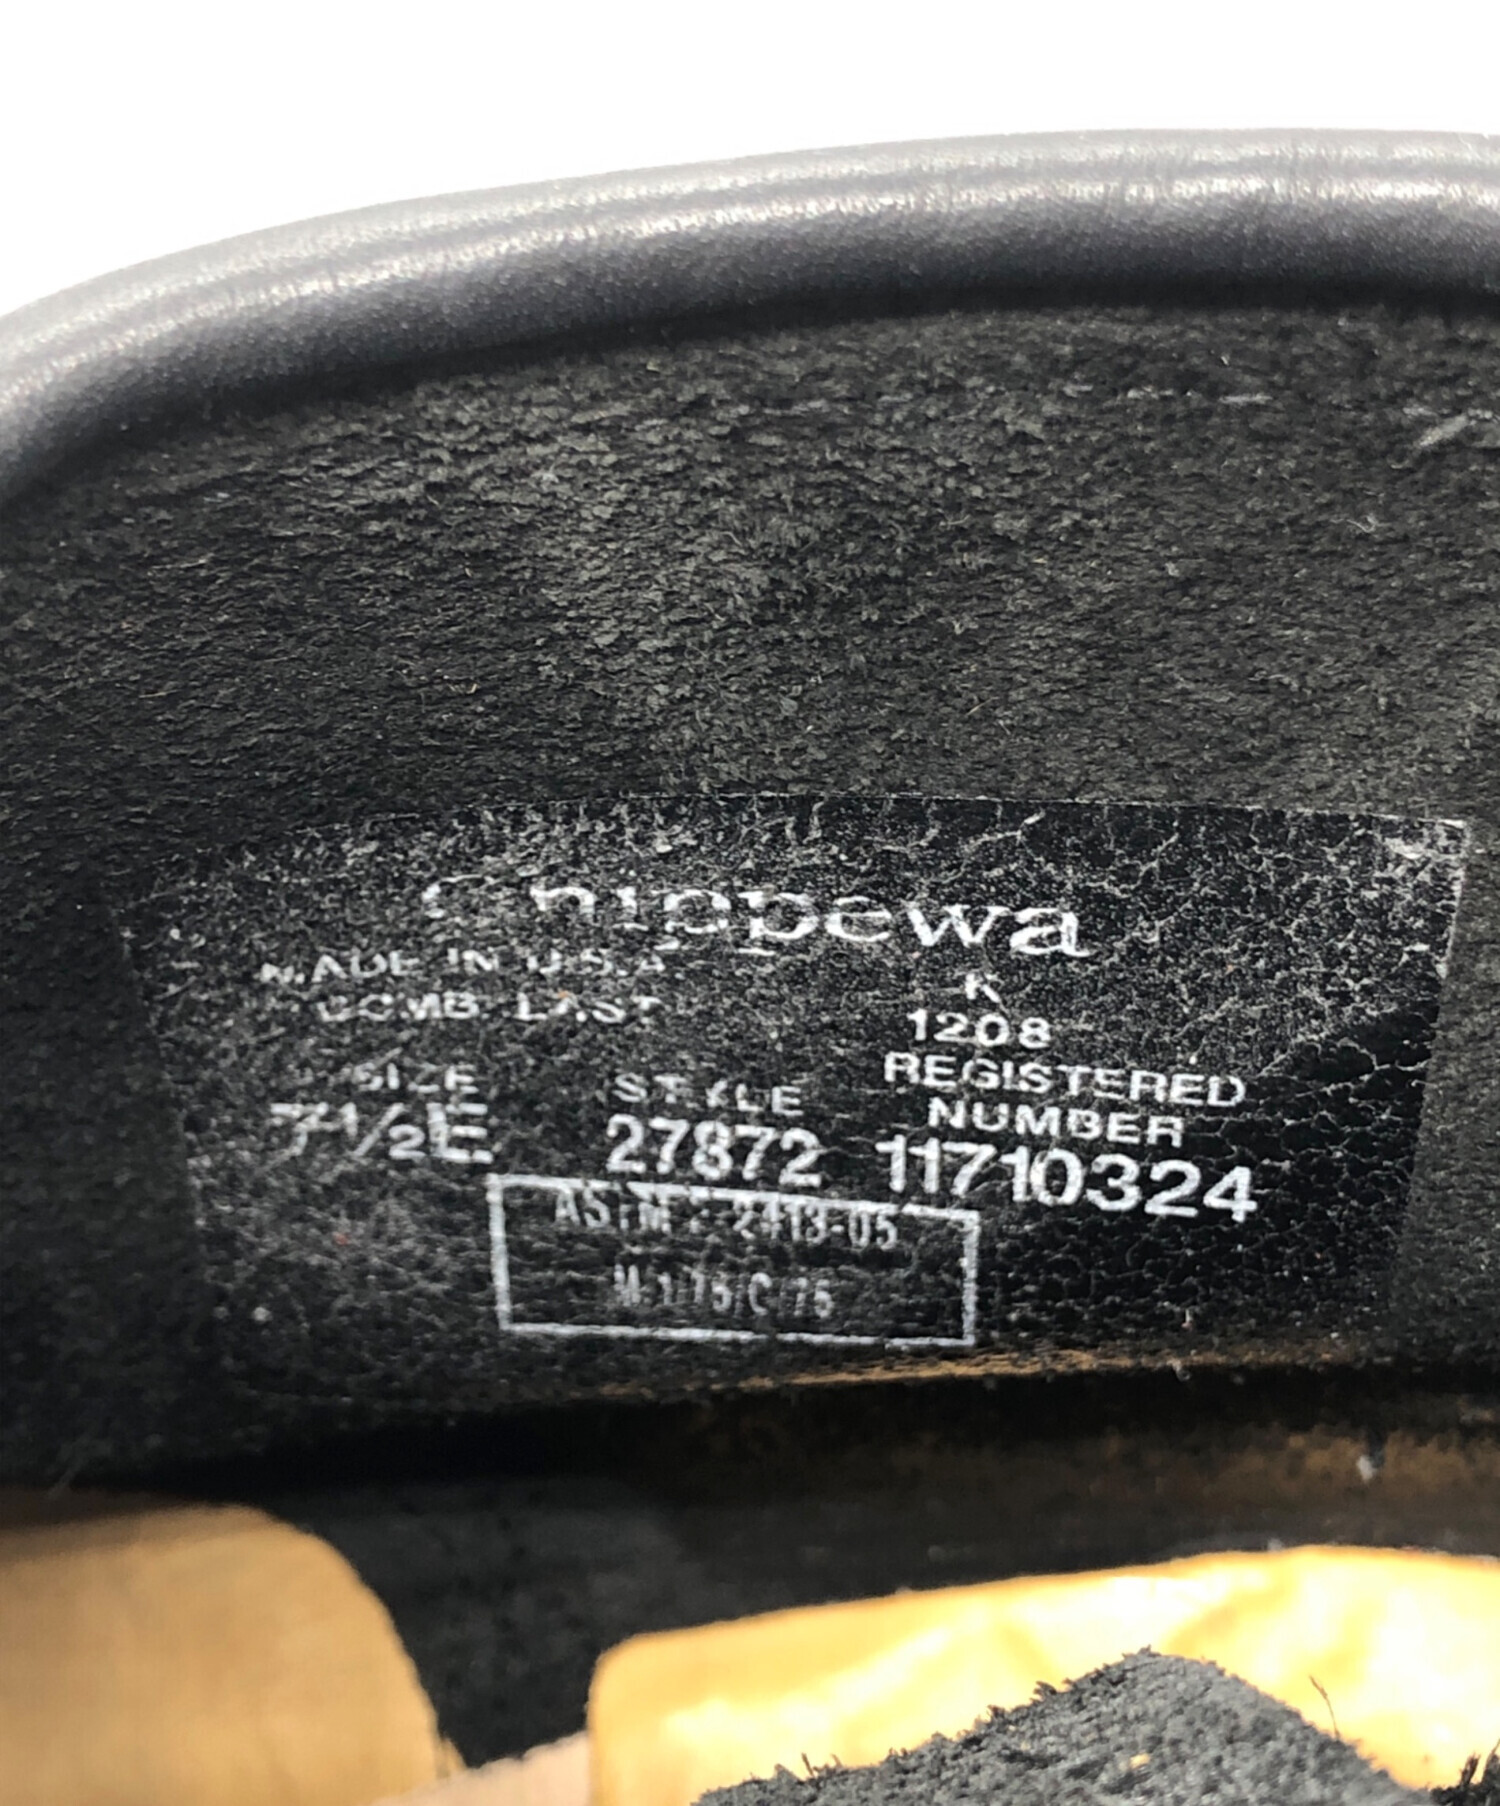 Chippewa
MADE IN U.S.A.
COMB LAST
K
1208
SIZE
STYLE
REGISTERED
NUMBER
7-1/2E
27872
11710324
ASTM F-2413-05
M-I/75/C/75